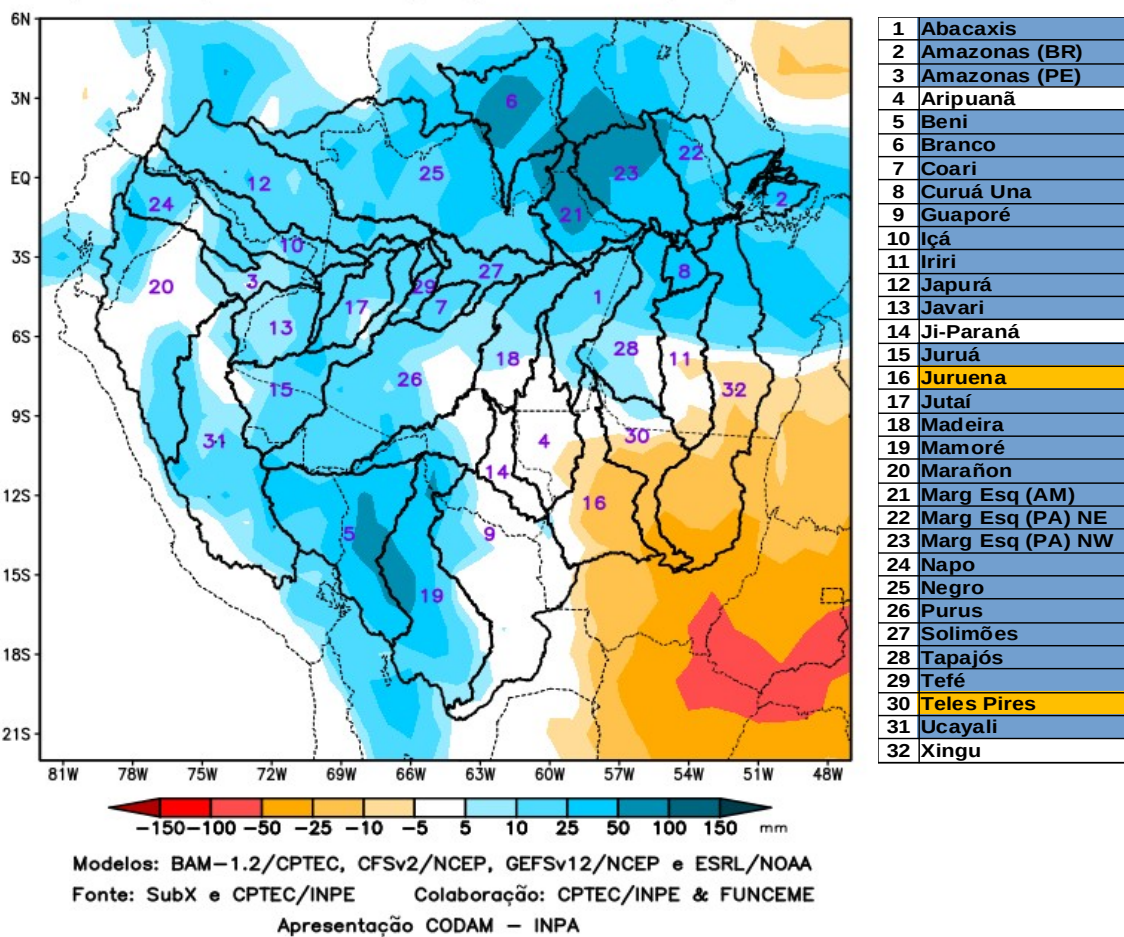 6N
3N
EQ
3S
6S
9S
12S
15S
18S
21S
81W 78W 75W 72W 69W 66W 63W 60W 57W 54W 51W 48W
6
22
25
23
12
2
24
21
10
27
8
3
29
20
1
7
17
13
28
18
11
26
15
32
30
31
4
14
16
5
9
19
-150 -100 -50 -25 -10 -5 5 10 25 50 100 150 mm
Modelos: BAM-1.2/CPTEC, CFSv2/NCEP, GEFSv12/NCEP e ESRL/NOAA
Fonte: SubX e CPTEC/INPE Colaboração: CPTEC/INPE & FUNCEME
Apresentação CODAM - INPA
1 Abacaxis
2 Amazonas (BR)
3 Amazonas (PE)
4 Aripuanã
5 Beni
6 Branco
7 Coari
8 Curuá Una
9 Guaporé
10 Içá
11 Iriri
12 Japurá
13 Javari
14 Ji-Paraná
15 Juruá
16 Juruena
17 Jutaí
18 Madeira
19 Mamoré
20 Marañon
21 Marg Esq (AM)
22 Marg Esq (PA) NE
23 Marg Esq (PA) NW
24 Napo
25 Negro
26 Purus
27 Solimões
28 Tapajós
29 Tefé
30 Teles Pires
31 Ucayali
32 Xingu